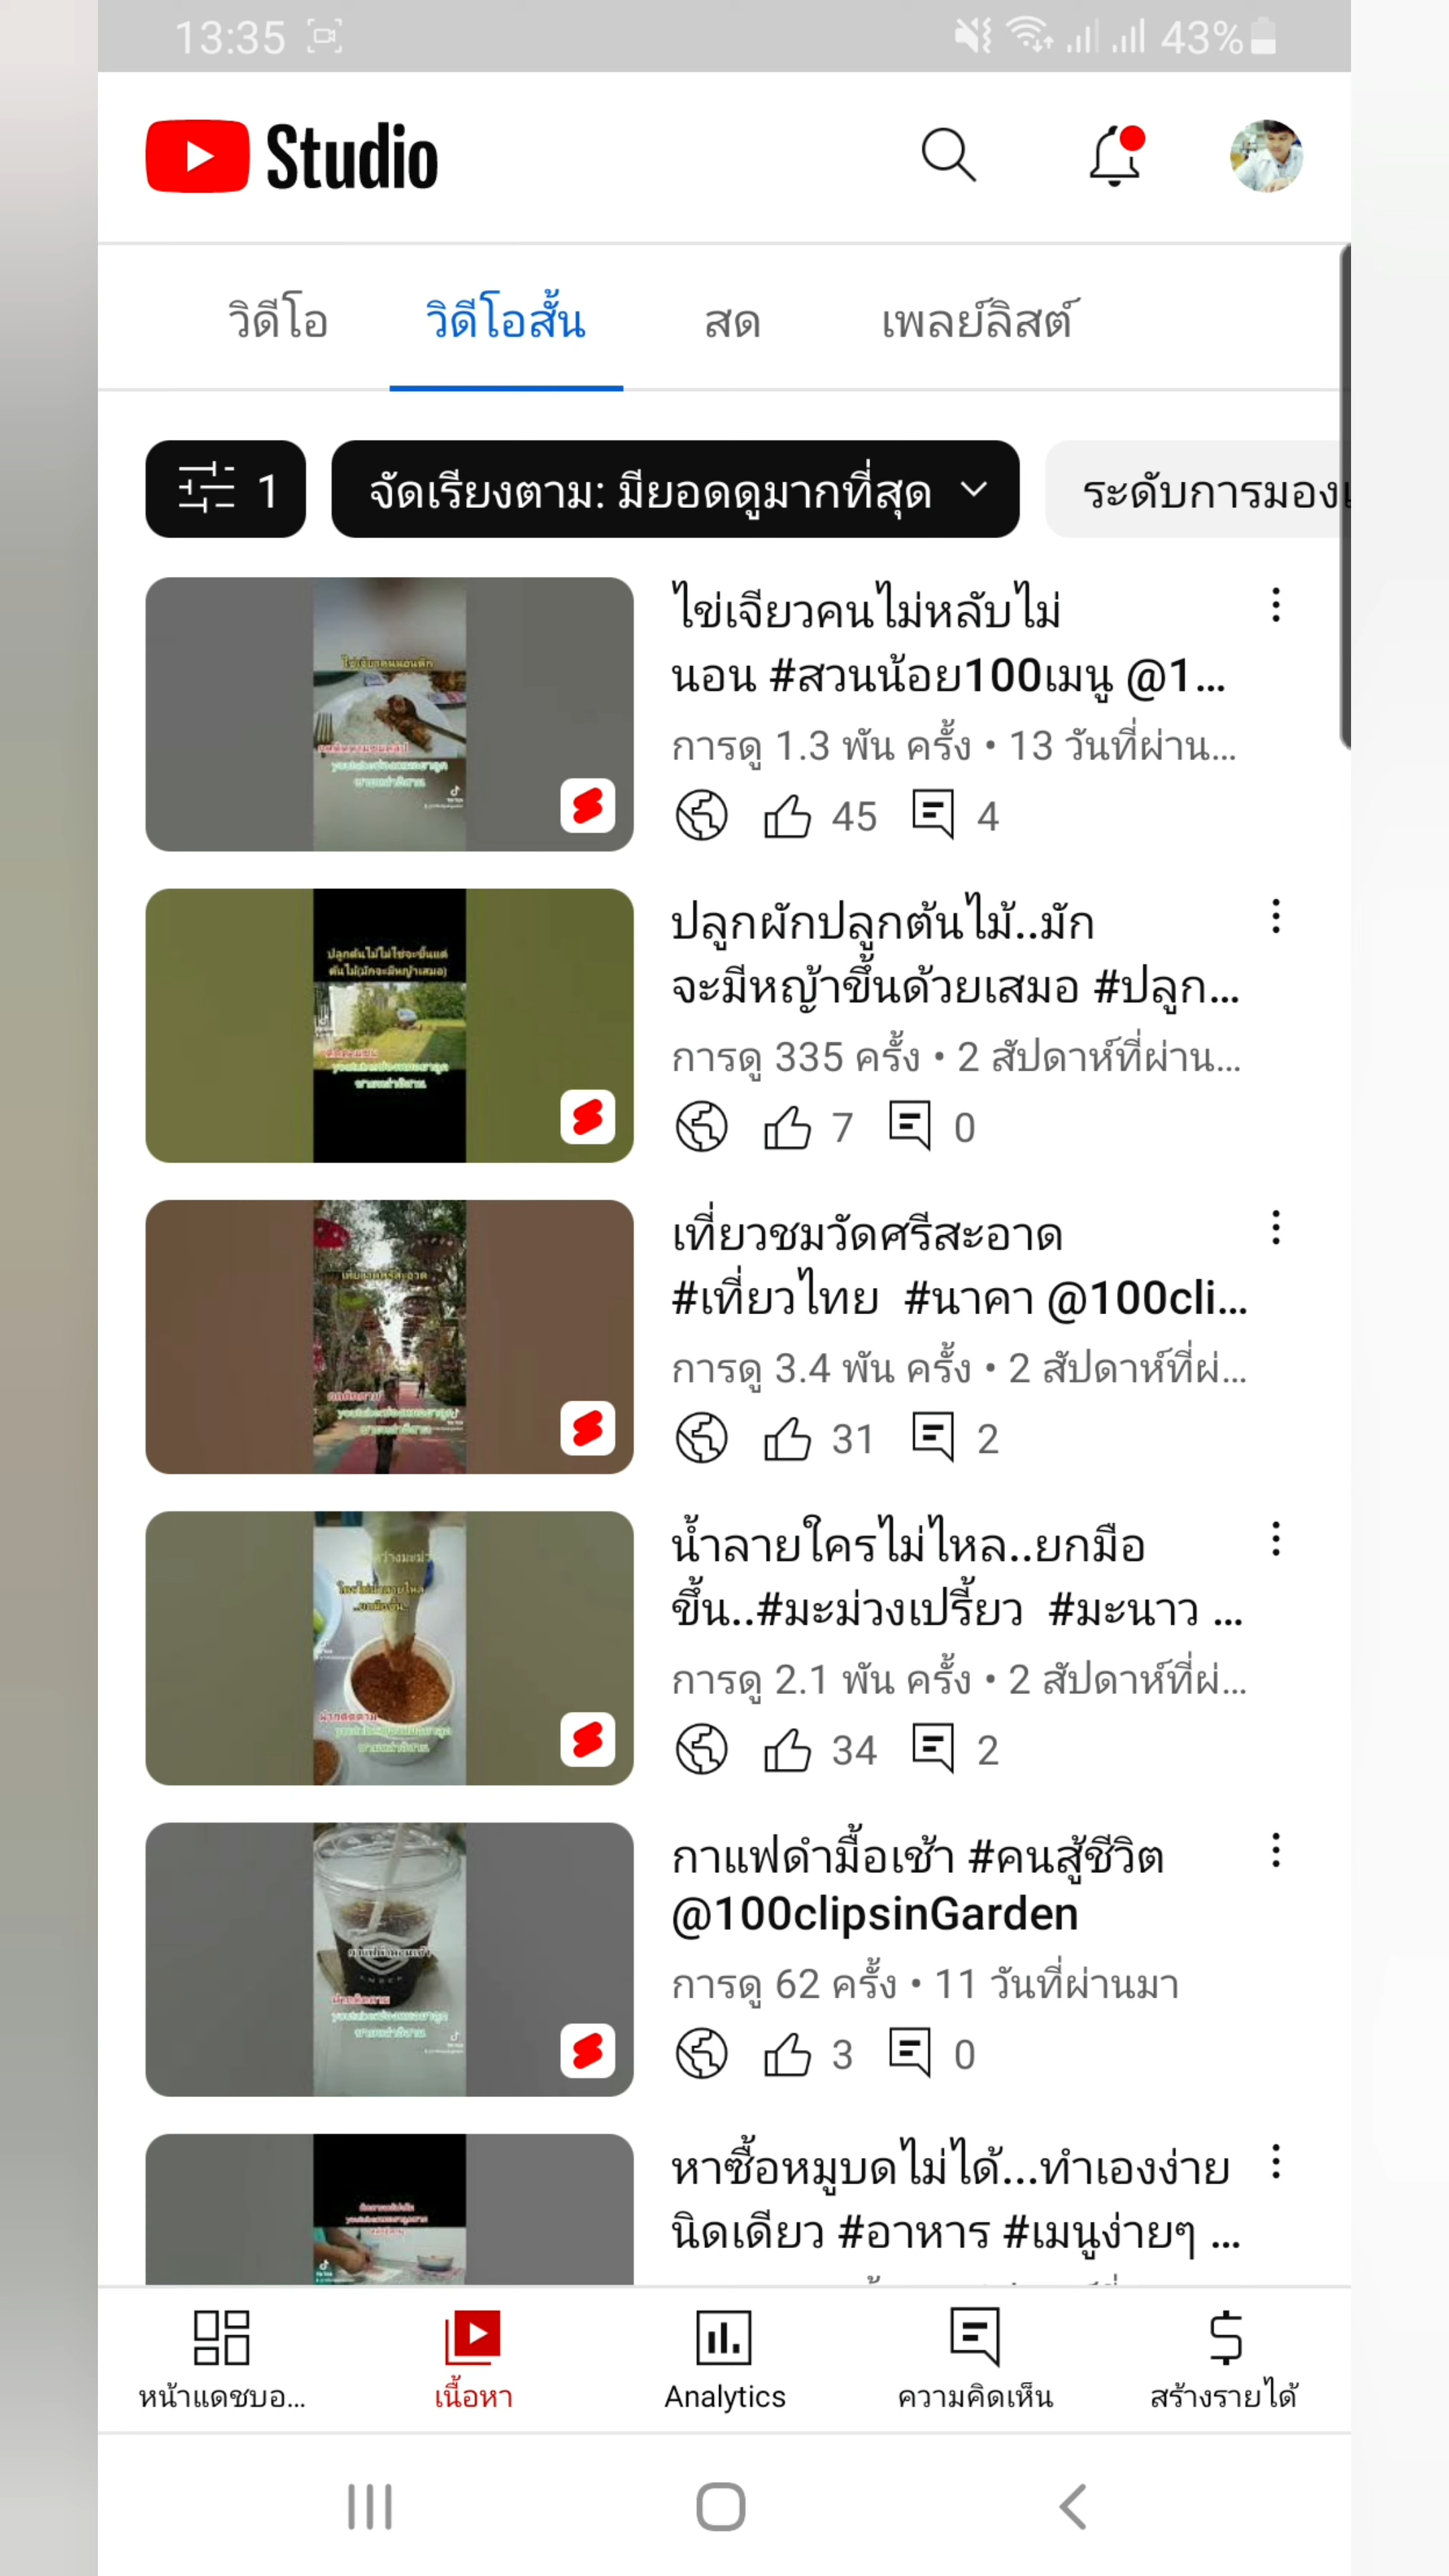 13:35
43%
Studio
วิดีโอ วิดีโอสั้น สด เพลย์ลิสต์
1 จัดเรียงตาม: มียอดดูมากที่สุด ระดับการมอง
ไข่เจียวคนไม่หลับไม่
นอน #สวนน้อย100เมนู @1...
การดู 1.3 พัน ครั้ง • 13 วันที่ผ่าน...
45 4
ปลูกผักปลูกต้นไม้..มัก
จะมีหญ้าขึ้นด้วยเสมอ #ปลูก...
การดู 335 ครั้ง • 2 สัปดาห์ที่ผ่าน...
7 0
เที่ยวชมวัดศรีสะอาด
#เที่ยวไทย #นาคา @100cli...
การดู 3.4 พัน ครั้ง • 2 สัปดาห์ที่ผ่...
31 2
น้ำลายใครไม่ไหล..ยกมือ
ขึ้น..#มะม่วงเปรี้ยว #มะนาว ...
การดู 2.1 พัน ครั้ง • 2 สัปดาห์ที่ผ่...
34 2
กาแฟดำมื้อเช้า #คนสู้ชีวิต
@100clipsinGarden
การดู 62 ครั้ง • 11 วันที่ผ่านมา
3 0
หาซื้อหมูบดไม่ได้...ทำเองง่าย
นิดเดียว #อาหาร #เมนูง่ายๆ ...
หน้าแดชบอ... เนื้อหา Analytics ความคิดเห็น สร้างรายได้